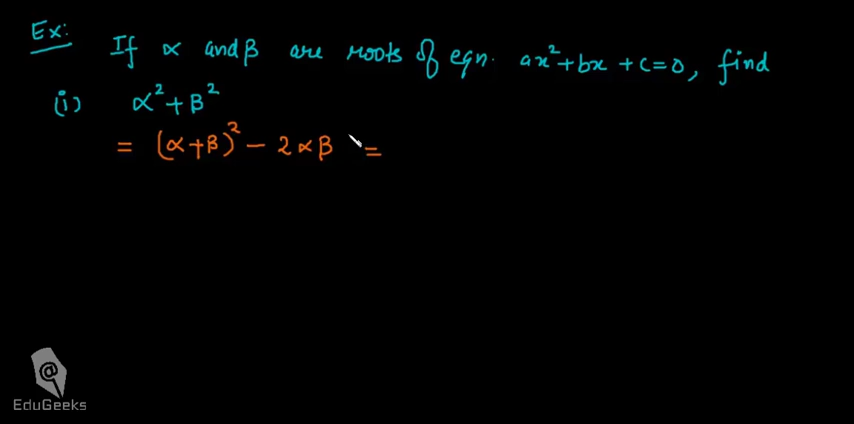 Ex: If α and β are roots of eqn. ax²+bx+c=0, find
(i) α²+β²
= (α+β)² - 2αβ =
@
EduGeeks